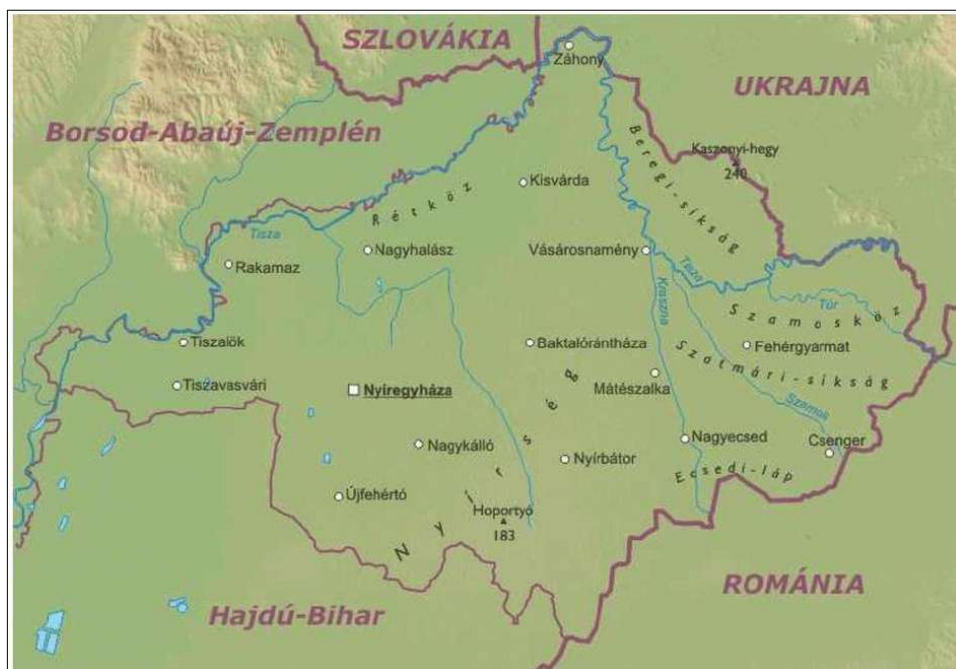 SZLOVÁKIA
Záhony
UKRAJNA
Borsod-Abaúj-Zemplén
Kaszonyi-hegy
240
Beregi-síkság
Kisvárda
Rétköz
Tisza
Nagyhalász
Vásárosnamény
Rakamaz
Tisza
Kraszna
Túr
Szamosköz
Tiszalök
Baktalórántháza
Fehérgyarmat
Szatmári-síkság
Mátészalka
Tiszavasvári
Nyíregyháza
Szamos
Nyírség
Nagykálló
Nagyecsed
Csenger
Nyírbátor
Ecsedi-láp
Újfehértó
Hoportyó
183
ROMÁNIA
Hajdú-Bihar